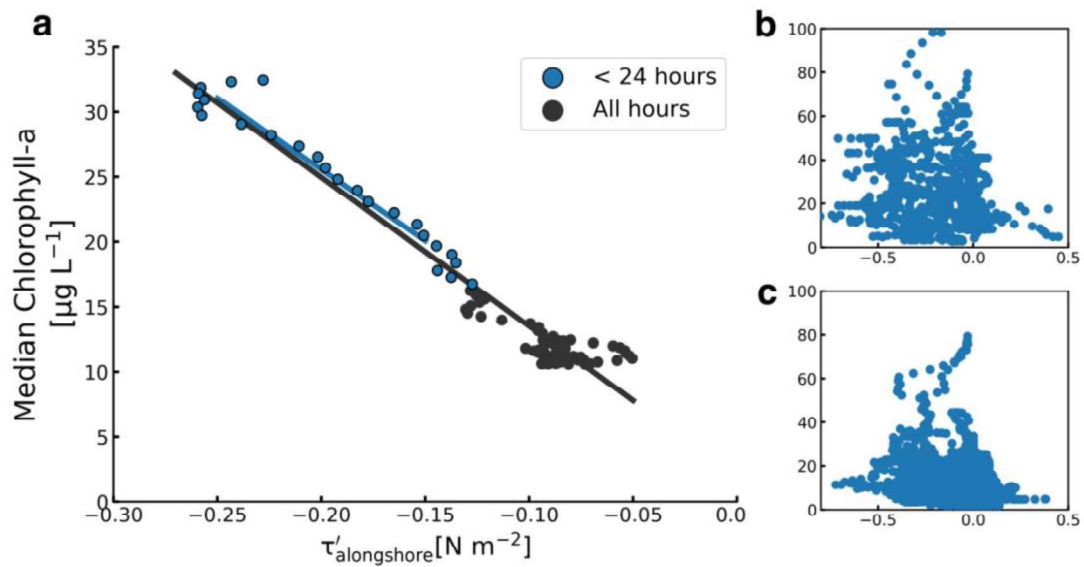 a
35
30
25
20
15
10
5
0
Median Chlorophyll-a
[μg L⁻¹]
−0.30 −0.25 −0.20 −0.15 −0.10 −0.05 0.0
τ′alongshore[N m⁻²]
< 24 hours
All hours
b
100
80
60
40
20
0
−0.5 0.0 0.5
c
100
80
60
40
20
0
−0.5 0.0 0.5